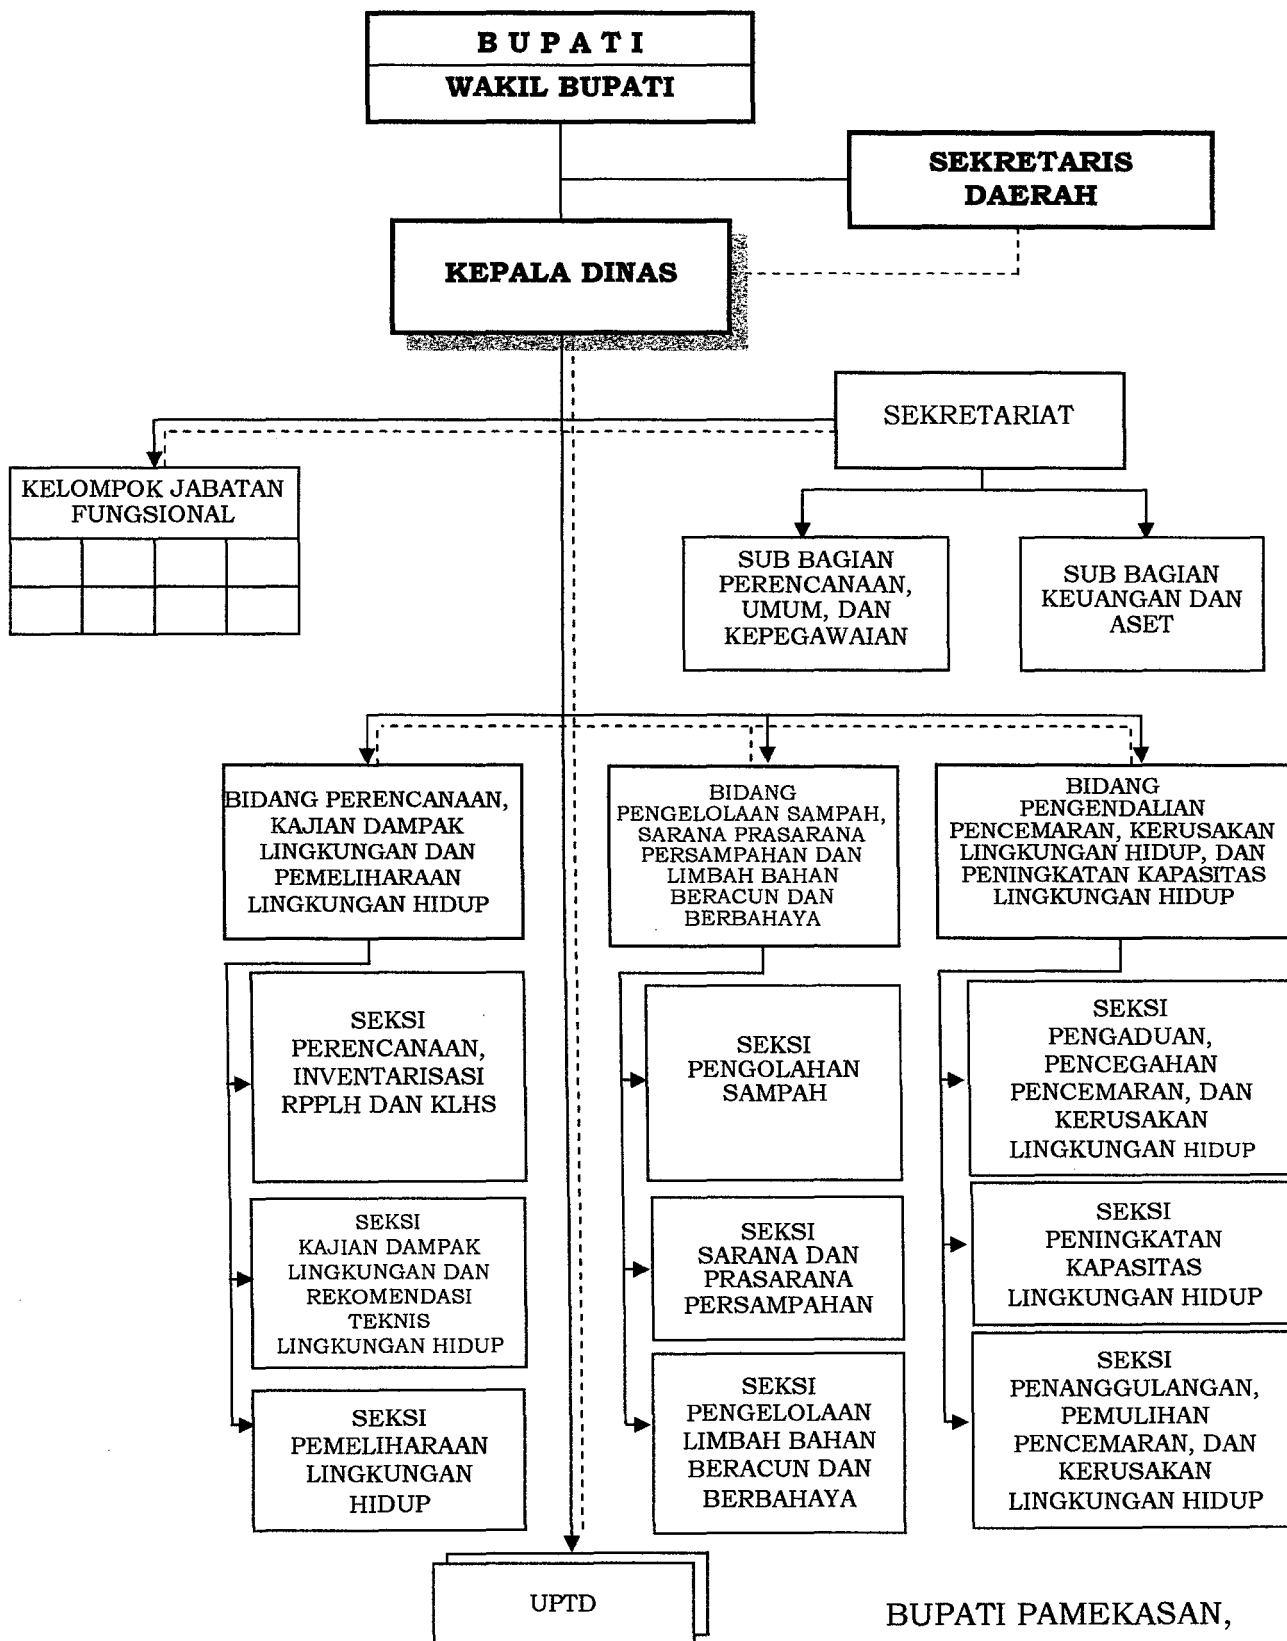 B U P A T I
WAKIL BUPATI
SEKRETARIS
DAERAH
KEPALA DINAS
SEKRETARIAT
KELOMPOK JABATAN
FUNGSIONAL
SUB BAGIAN
PERENCANAAN,
UMUM, DAN
KEPEGAWAIAN
SUB BAGIAN
KEUANGAN DAN
ASET
BIDANG PERENCANAAN,
KAJIAN DAMPAK
LINGKUNGAN DAN
PEMELIHARAAN
LINGKUNGAN HIDUP
BIDANG
PENGELOLAAN SAMPAH,
SARANA PRASARANA
PERSAMPAHAN DAN
LIMBAH BAHAN
BERACUN DAN
BERBAHAYA
BIDANG
PENGENDALIAN
PENCEMARAN, KERUSAKAN
LINGKUNGAN HIDUP, DAN
PENINGKATAN KAPASITAS
LINGKUNGAN HIDUP
SEKSI
PERENCANAAN,
INVENTARISASI
RPPLH DAN KLHS
SEKSI
PENGOLAHAN
SAMPAH
SEKSI
PENGADUAN,
PENCEGAHAN
PENCEMARAN, DAN
KERUSAKAN
LINGKUNGAN HIDUP
SEKSI
KAJIAN DAMPAK
LINGKUNGAN DAN
REKOMENDASI
TEKNIS
LINGKUNGAN HIDUP
SEKSI
SARANA DAN
PRASARANA
PERSAMPAHAN
SEKSI
PENINGKATAN
KAPASITAS
LINGKUNGAN HIDUP
SEKSI
PEMELIHARAAN
LINGKUNGAN
HIDUP
SEKSI
PENGELOLAAN
LIMBAH BAHAN
BERACUN DAN
BERBAHAYA
SEKSI
PENANGGULANGAN,
PEMULIHAN
PENCEMARAN, DAN
KERUSAKAN
LINGKUNGAN HIDUP
UPTD
BUPATI PAMEKASAN,